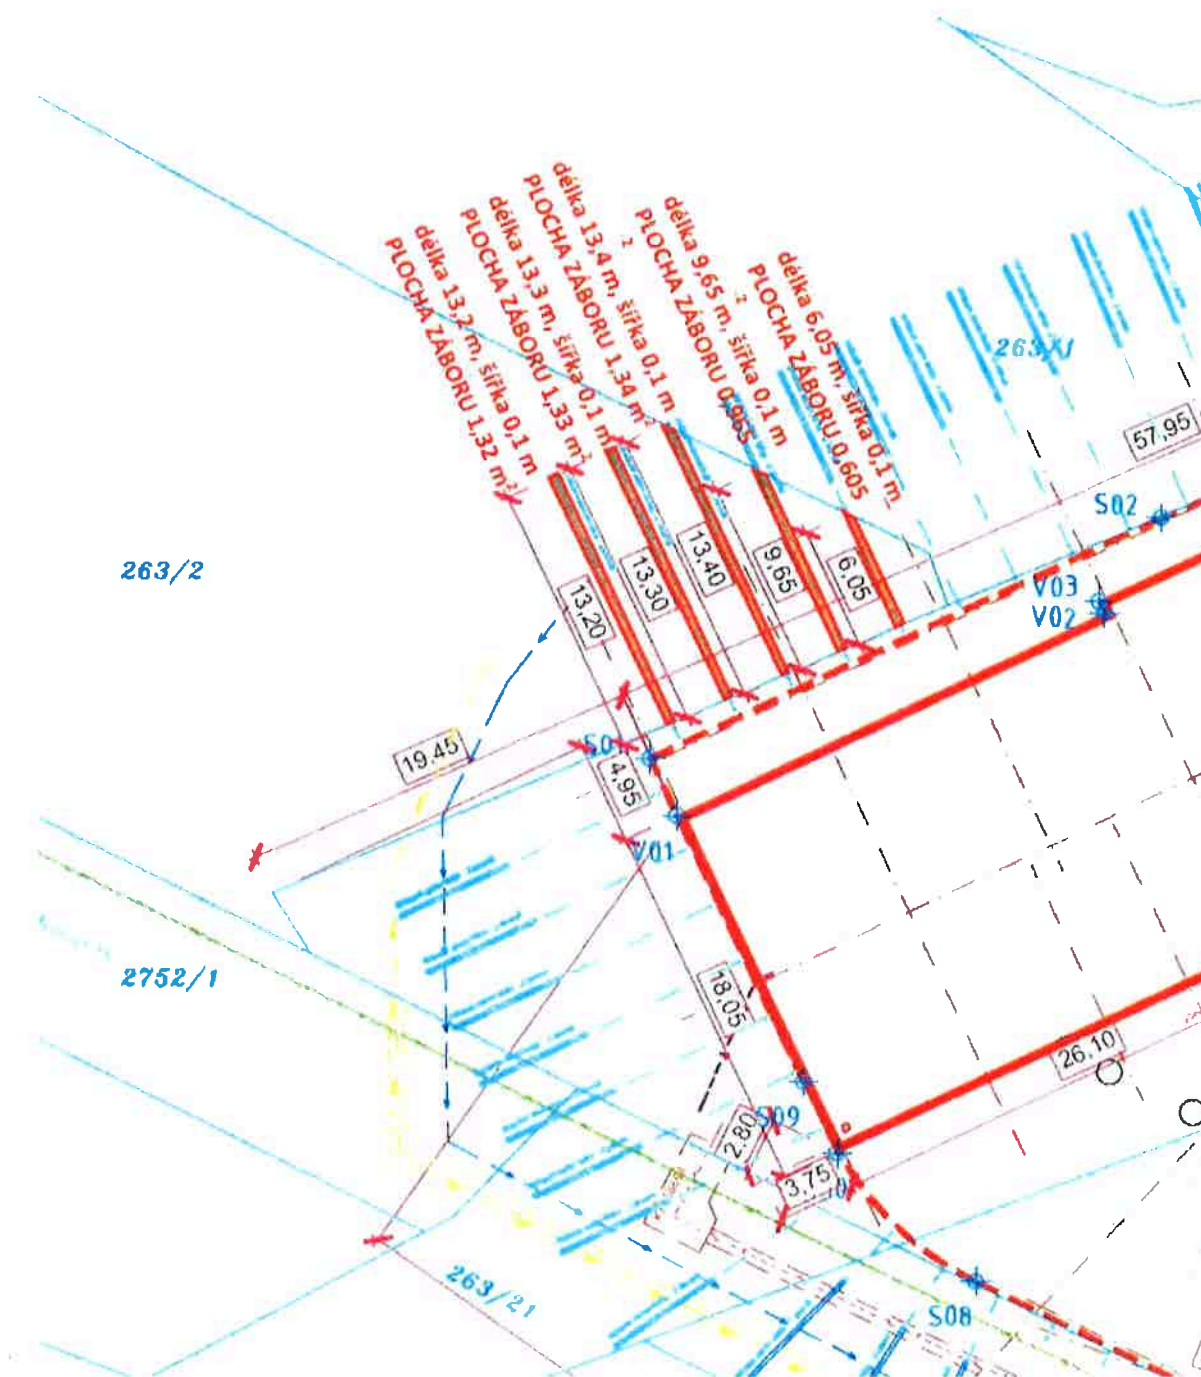 délka 13,2 m, šířka 0,1 m
PLOCHA ZÁBORU 1,32 m²
délka 13,3 m, šířka 0,1 m
PLOCHA ZÁBORU 1,33 m²
délka 13,4 m, šířka 0,1 m
PLOCHA ZÁBORU 1,34 m²
délka 9,65 m, šířka 0,1 m
2
PLOCHA ZÁBORU 0,965
délka 6,05 m, šířka 0,1 m
2
PLOCHA ZÁBORU 0,605
263/1
57,95
S02
V03
V02
263/2
13,20
13,30
13,40
9,65
6,05
19,45
4,95
V01
2752/1
18,05
26,10
2,80
S09
3,75
263/21
S08